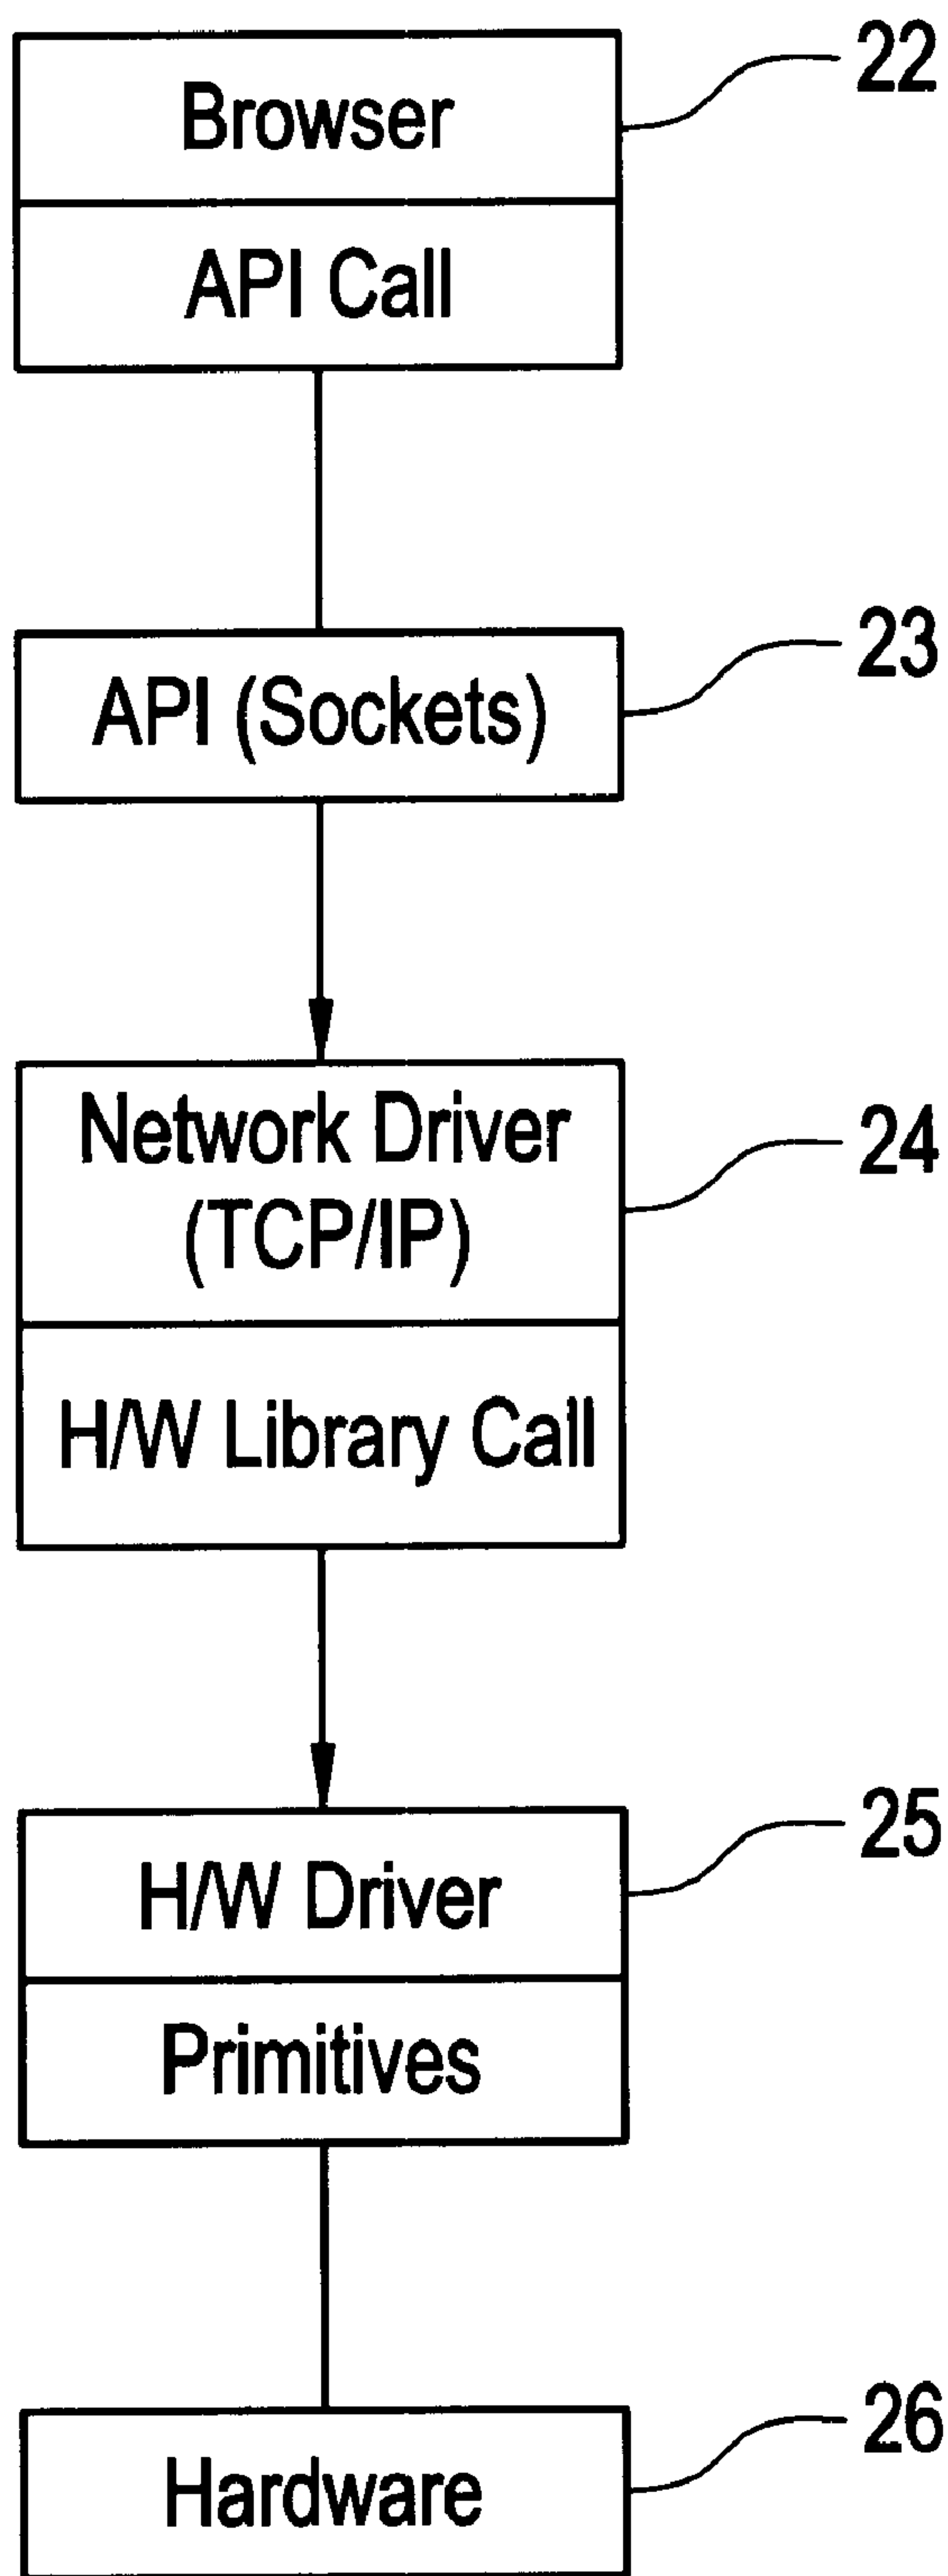 Browser
22
API Call
API (Sockets)
23
Network Driver
(TCP/IP)
24
H/W Library Call
H/W Driver
25
Primitives
Hardware
26